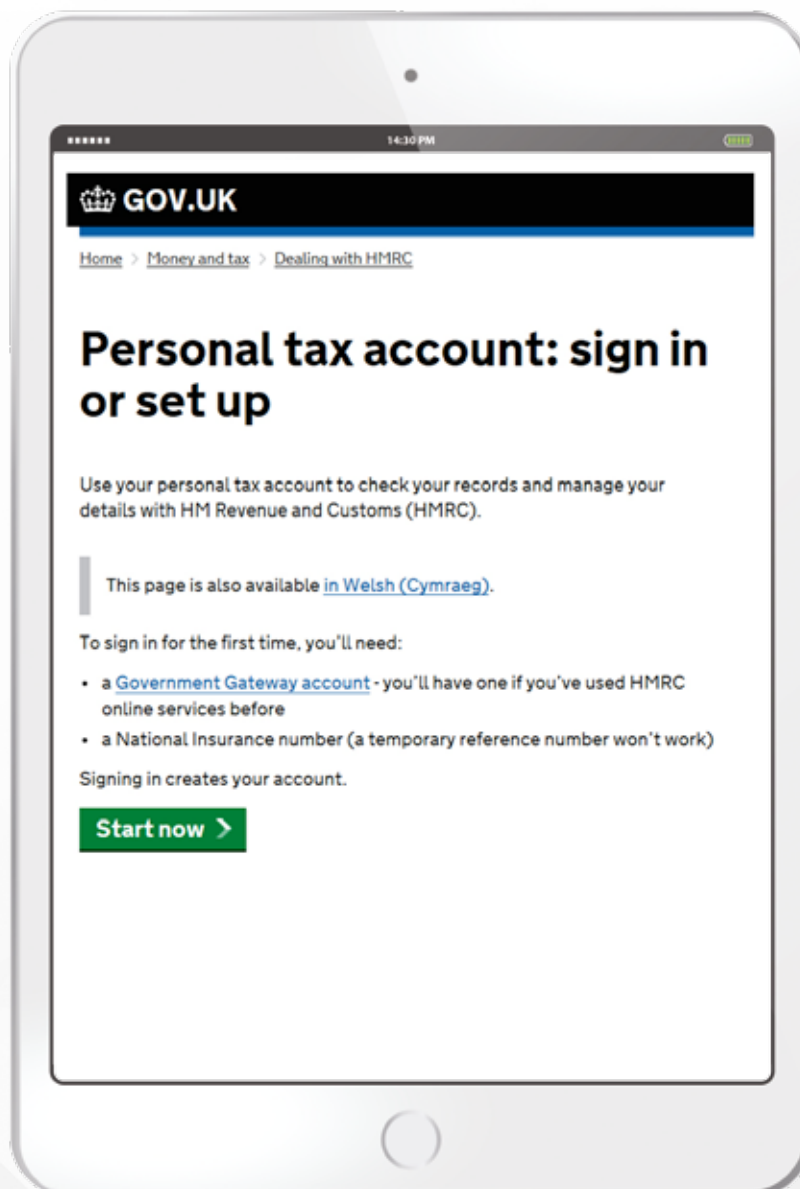 14:30 PM
GOV.UK
Home > Money and tax > Dealing with HMRC
Personal tax account: sign in
or set up
Use your personal tax account to check your records and manage your
details with HM Revenue and Customs (HMRC).
This page is also available in Welsh (Cymraeg).
To sign in for the first time, you'll need:
• a Government Gateway account - you'll have one if you've used HMRC
online services before
• a National Insurance number (a temporary reference number won't work)
Signing in creates your account.
Start now >